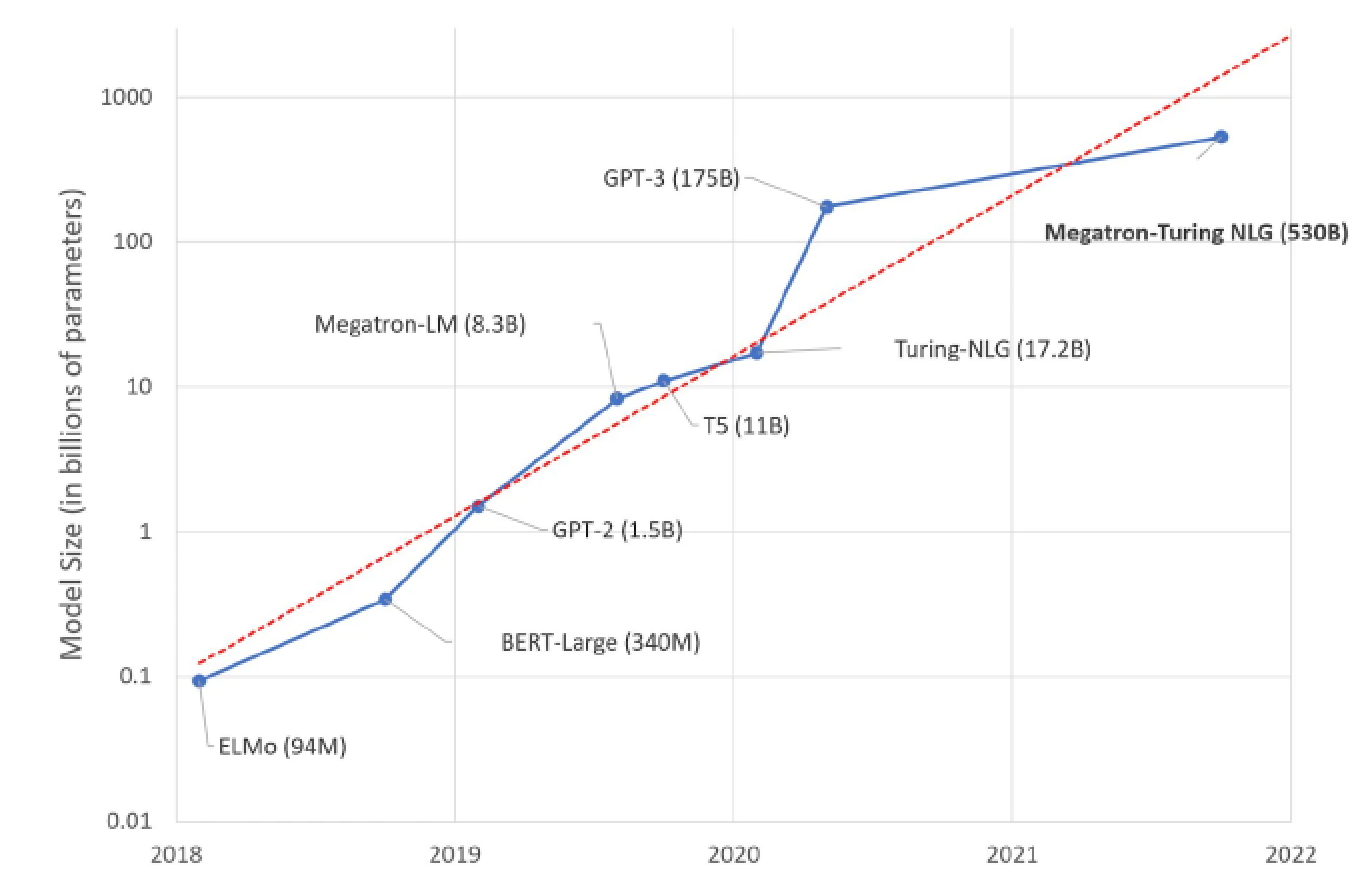 1000
GPT-3 (175B)
Megatron-Turing NLG (530B)
100
Megatron-LM (8.3B)
Turing-NLG (17.2B)
10
T5 (11B)
GPT-2 (1.5B)
1
BERT-Large (340M)
0.1
ELMo (94M)
0.01
Model Size (in billions of parameters)
2018 2019 2020 2021 2022